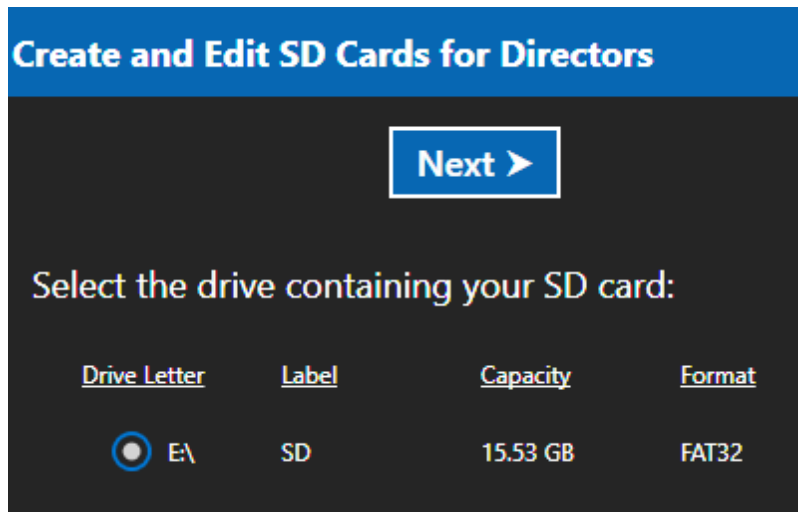 Create and Edit SD Cards for Directors
Next ➤
Select the drive containing your SD card:
Drive Letter Label Capacity Format
E:\ SD 15.53 GB FAT32